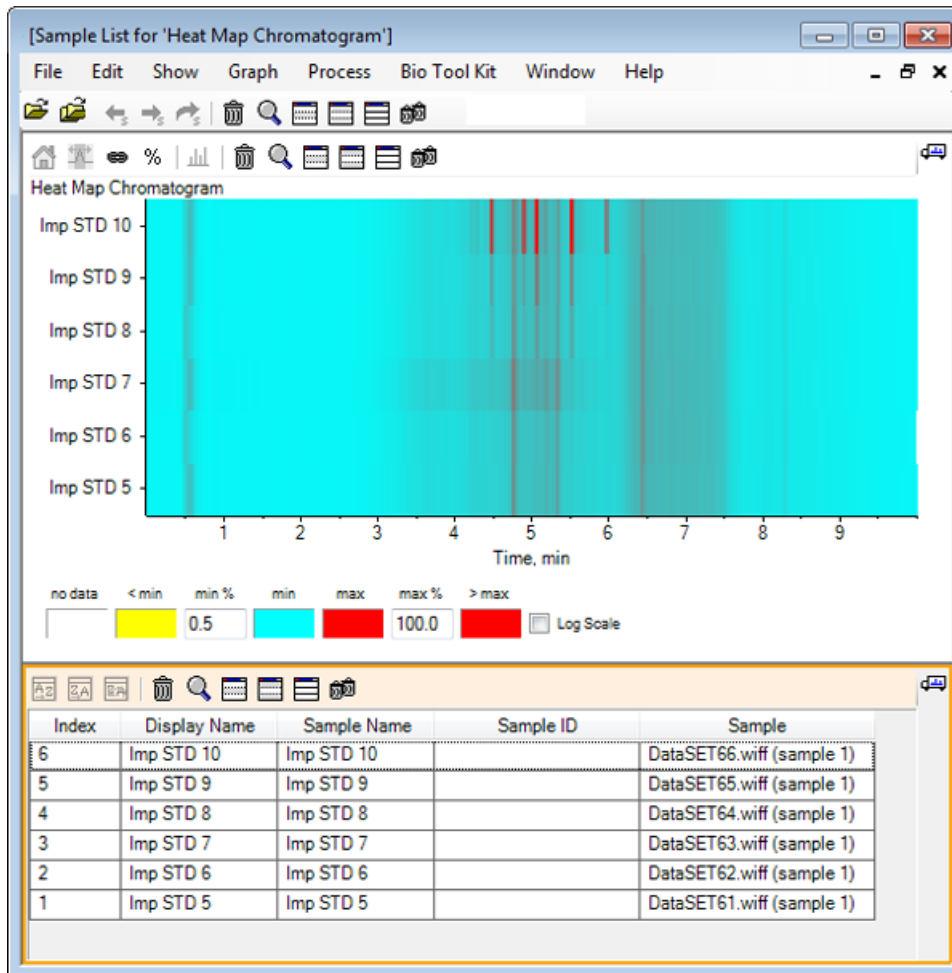 [Sample List for 'Heat Map Chromatogram']
File Edit Show Graph Process Bio Tool Kit Window Help
%
Heat Map Chromatogram
Imp STD 10
Imp STD 9
Imp STD 8
Imp STD 7
Imp STD 6
Imp STD 5
1 2 3 4 5 6 7 8 9
Time, min
no data < min min % min max max % > max
0.5 100.0 Log Scale
Index Display Name Sample Name Sample ID Sample
6 Imp STD 10 Imp STD 10 DataSET66.wiff (sample 1)
5 Imp STD 9 Imp STD 9 DataSET65.wiff (sample 1)
4 Imp STD 8 Imp STD 8 DataSET64.wiff (sample 1)
3 Imp STD 7 Imp STD 7 DataSET63.wiff (sample 1)
2 Imp STD 6 Imp STD 6 DataSET62.wiff (sample 1)
1 Imp STD 5 Imp STD 5 DataSET61.wiff (sample 1)